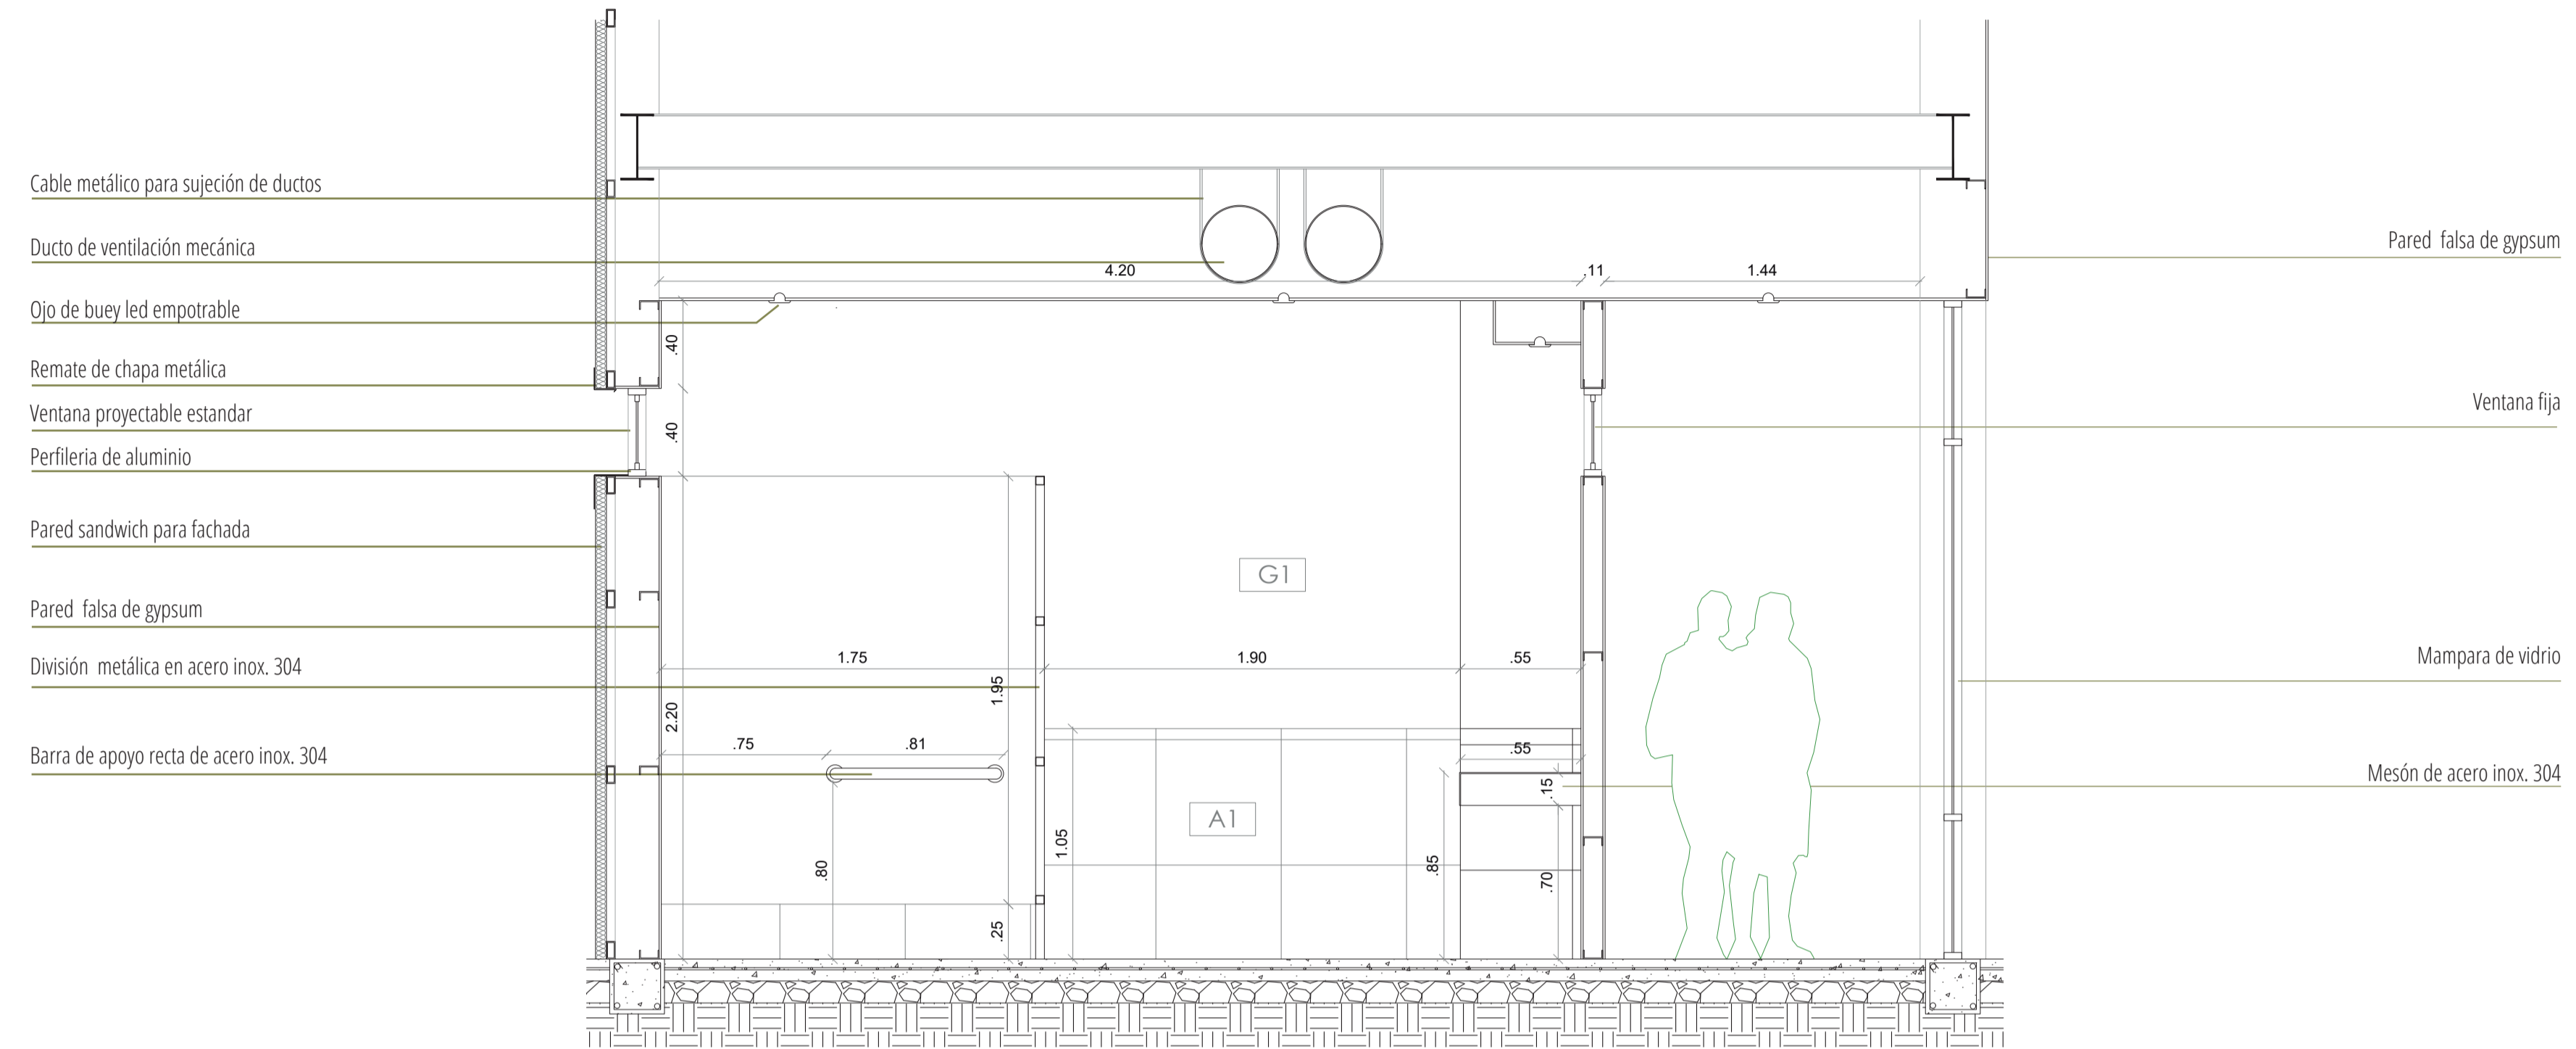 Cable metálico para sujeción de ductos
Ducto de ventilación mecánica
Ojo de buey led empotrable
Remate de chapa metálica
Ventana proyectable estandar
Perfileria de aluminio
Pared sandwich para fachada
Pared falsa de gypsum
División metálica en acero inox. 304
Barra de apoyo recta de acero inox. 304
4.20
.11
1.44
.40
.40
G1
1.75
1.90
.55
1.95
2.20
.75
.81
.55
.15
A1
1.05
.85
.80
.70
.25
Pared falsa de gypsum
Ventana fija
Mampara de vidrio
Mesón de acero inox. 304